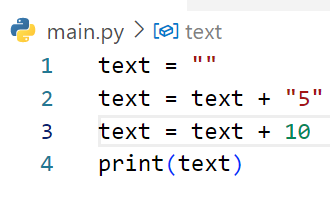 main.py > text
1 text = ""
2 text = text + "5"
3 text = text + 10
4 print(text)